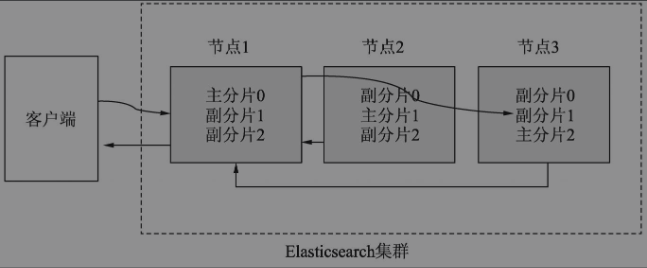 节点1
节点2
节点3
客户端
主分片0
副分片1
副分片2
副分片0
主分片1
副分片2
副分片0
副分片1
主分片2
Elasticsearch集群